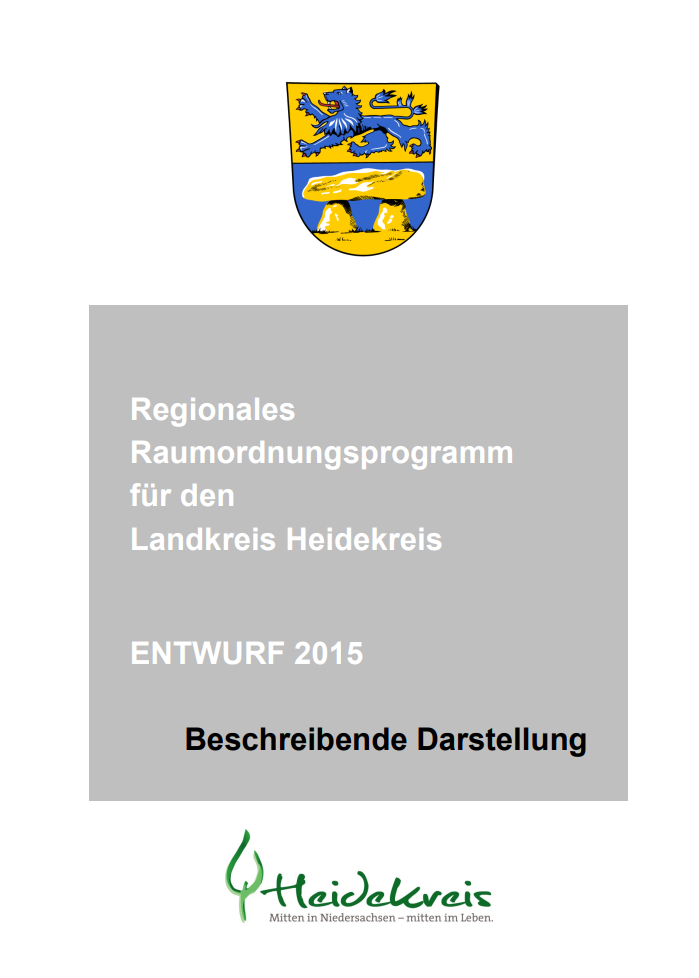 Regionales
Raumordnungsprogramm
für den
Landkreis Heidekreis
ENTWURF 2015
Beschreibende Darstellung
Heidekreis
Mitten in Niedersachsen – mitten im Leben.